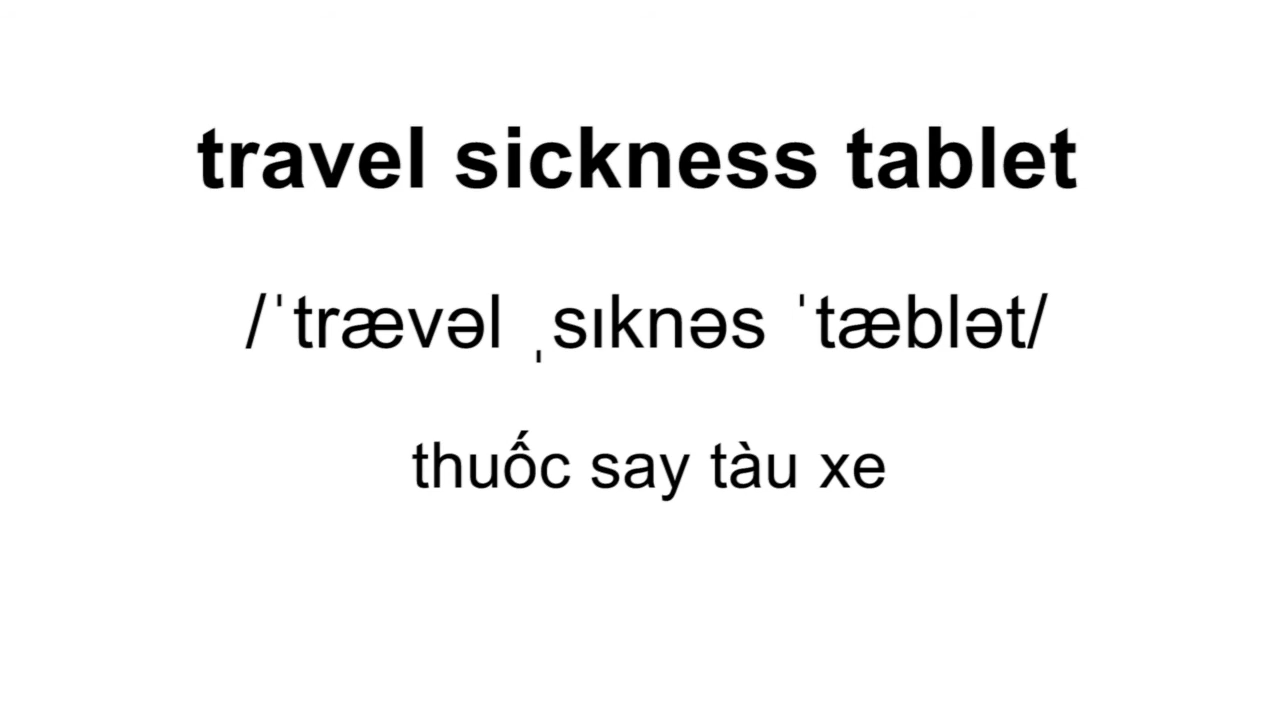 travel sickness tablet
/ˈtrævəl ˌsɪknəs ˈtæblət/
thuốc say tàu xe